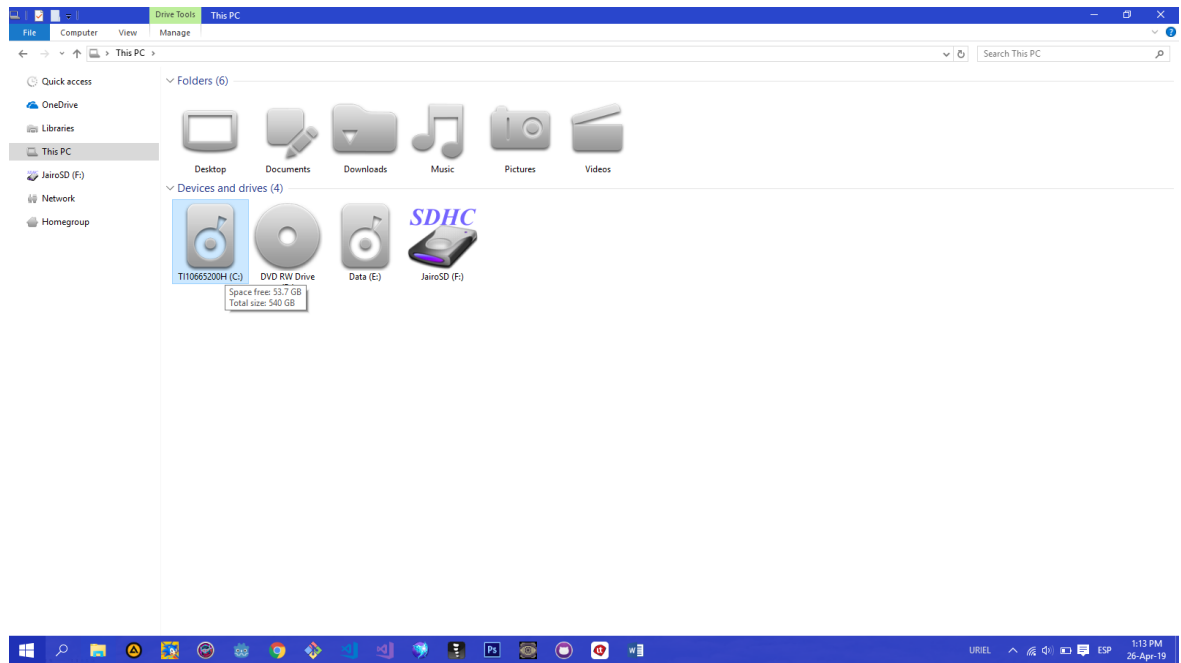 Drive Tools This PC
File Computer View Manage
This PC
Search This PC
Quick access
OneDrive
Libraries
This PC
JairoSD (F:)
Network
Homegroup
Folders (6)
Desktop Documents Downloads Music Pictures Videos
Devices and drives (4)
SDHC
TI10665200H (C:) DVD RW Drive Data (E:) JairoSD (F:)
Space free: 53.7 GB
Total size: 540 GB
Ps
URIEL ESP 1:13 PM
26-Apr-19